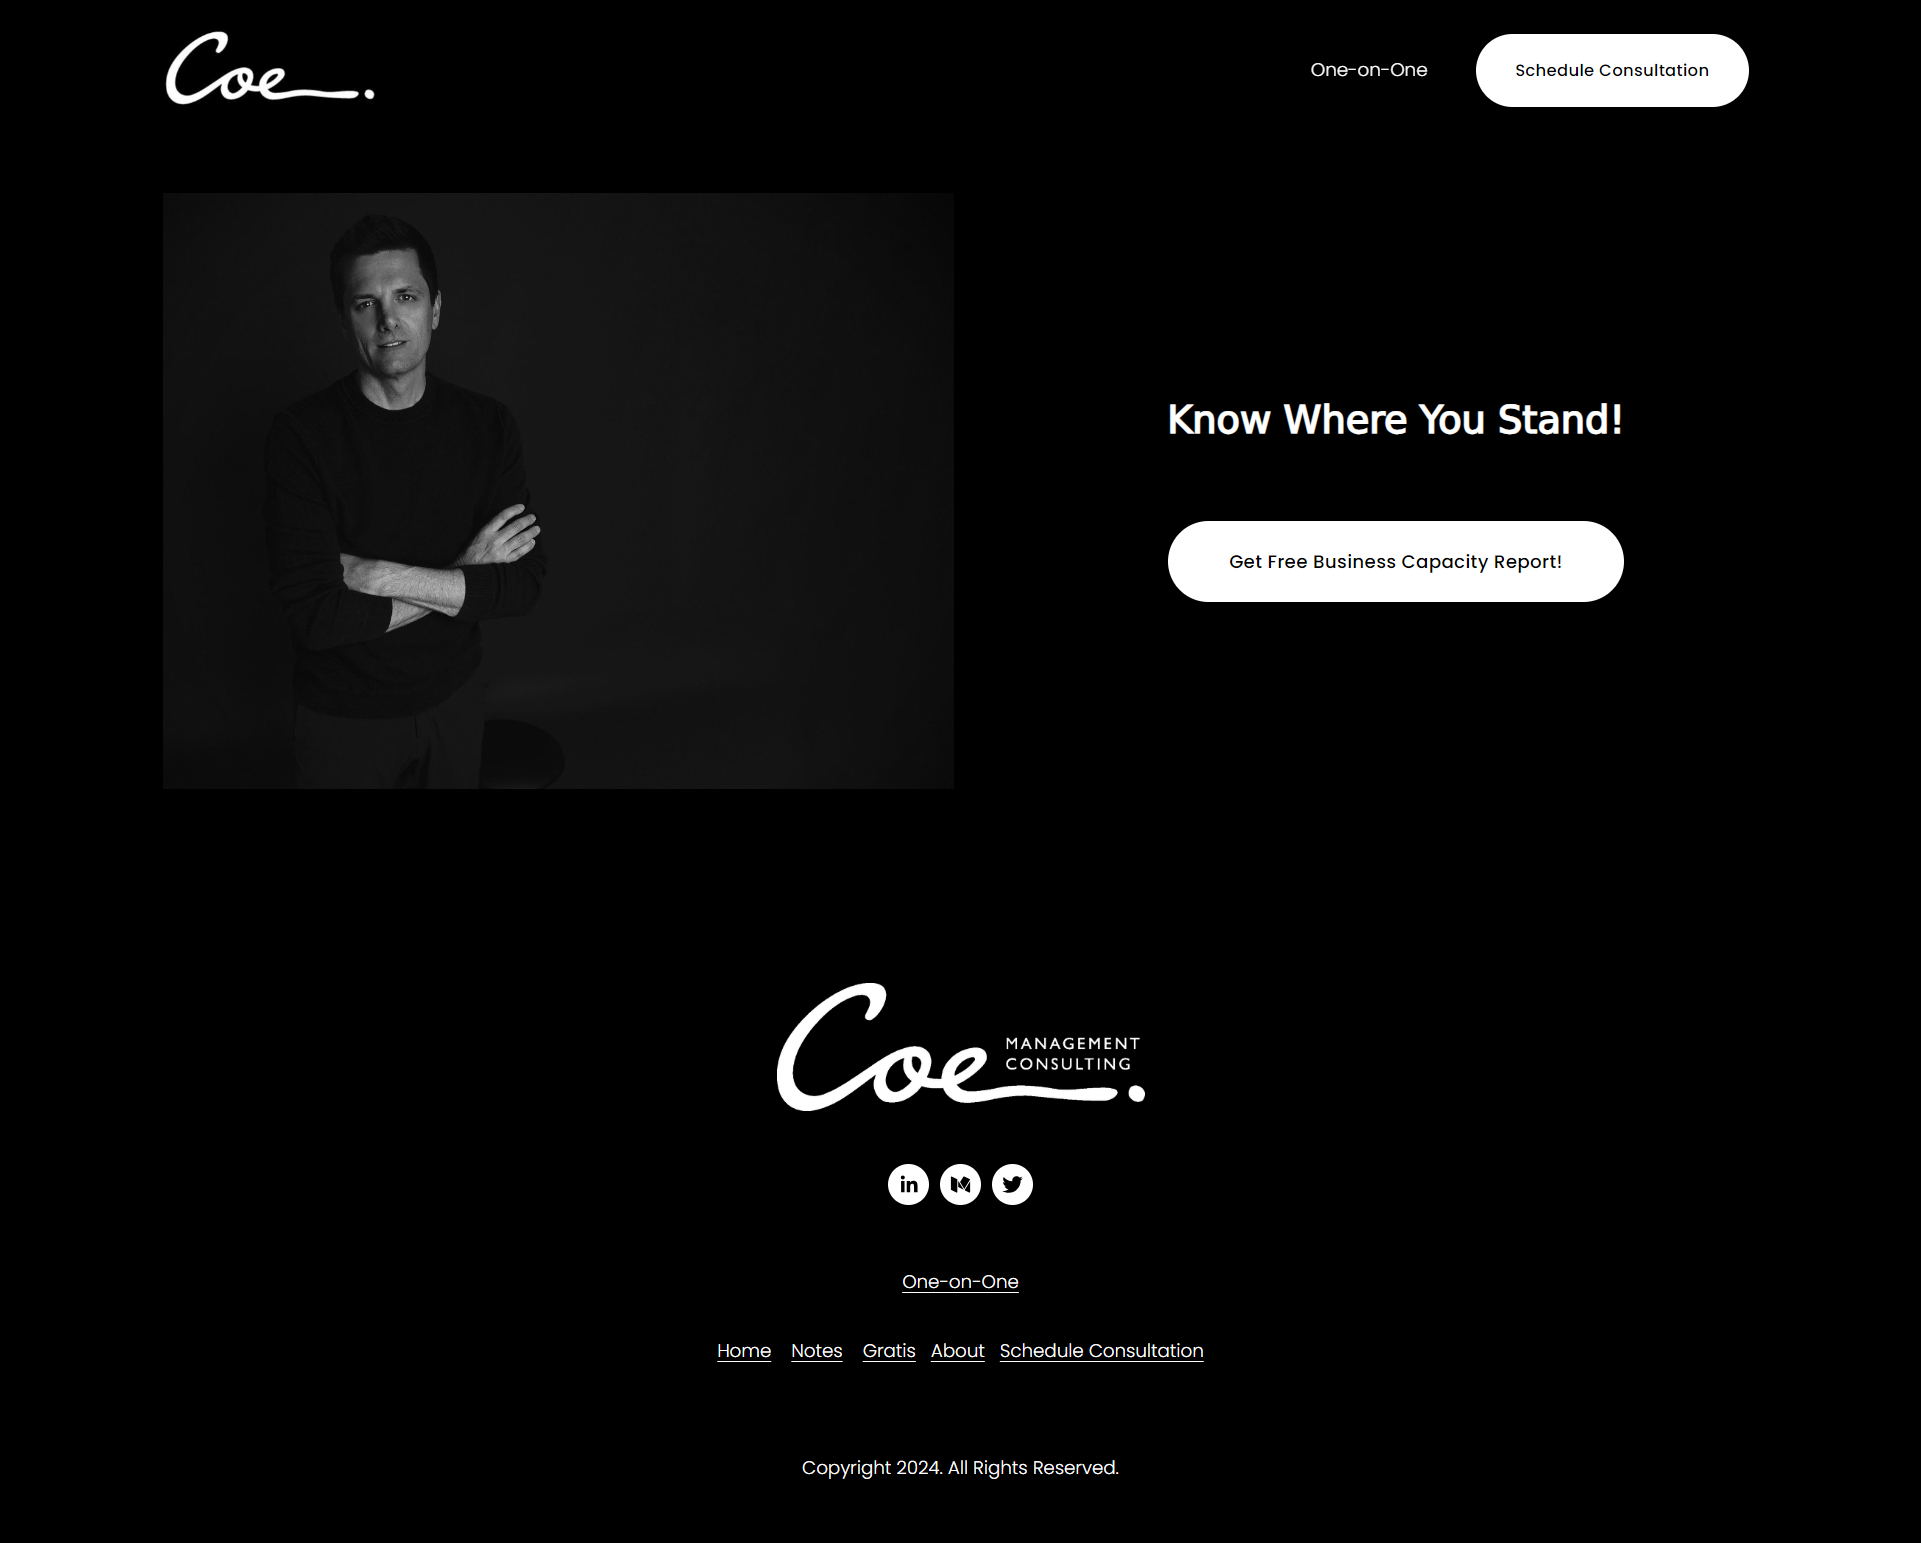 Coe.
One-on-One
Schedule Consultation
Know Where You Stand!
Get Free Business Capacity Report!
Coe.
MANAGEMENT
CONSULTING
in
One-on-One
Home Notes Gratis About Schedule Consultation
Copyright 2024. All Rights Reserved.